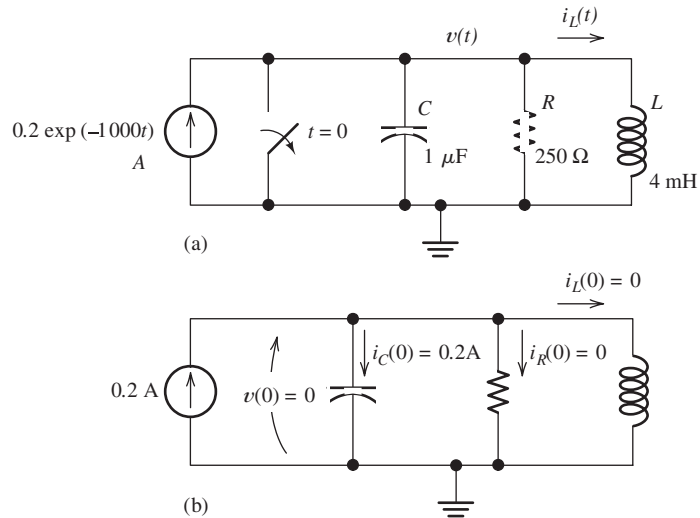 i_L(t)
v(t)
0.2 exp (–1000t)
A
t = 0
C
1 μF
R
250 Ω
L
4 mH
(a)
i_L(0) = 0
0.2 A
v(0) = 0
i_C(0) = 0.2A
i_R(0) = 0
(b)